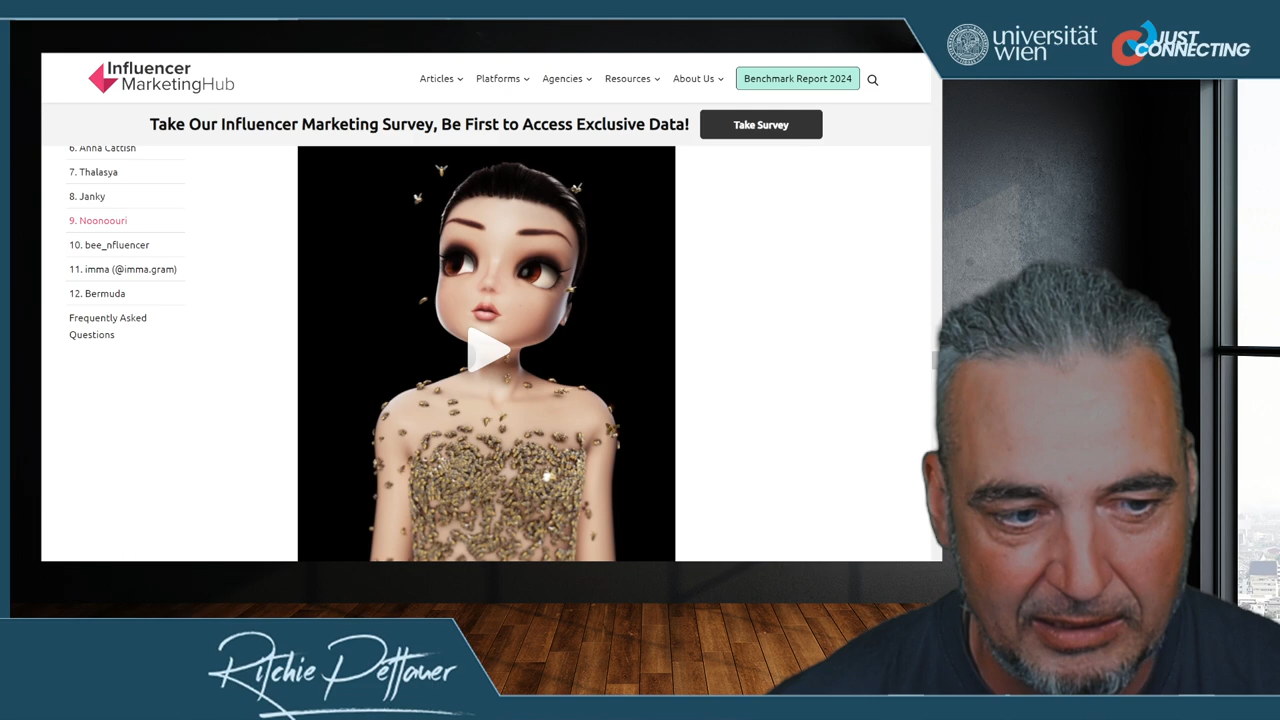 universität
wien
JUST
CONNECTING
Influencer
MarketingHub
Articles
Platforms
Agencies
Resources
About Us
Benchmark Report 2024
Take Our Influencer Marketing Survey, Be First to Access Exclusive Data!
Take Survey
6. Anna Cattish
7. Thalasya
8. Janky
9. Noonoouri
10. bee_nfluencer
11. imma (@imma.gram)
12. Bermuda
Frequently Asked
Questions
Ritchie Pettauer